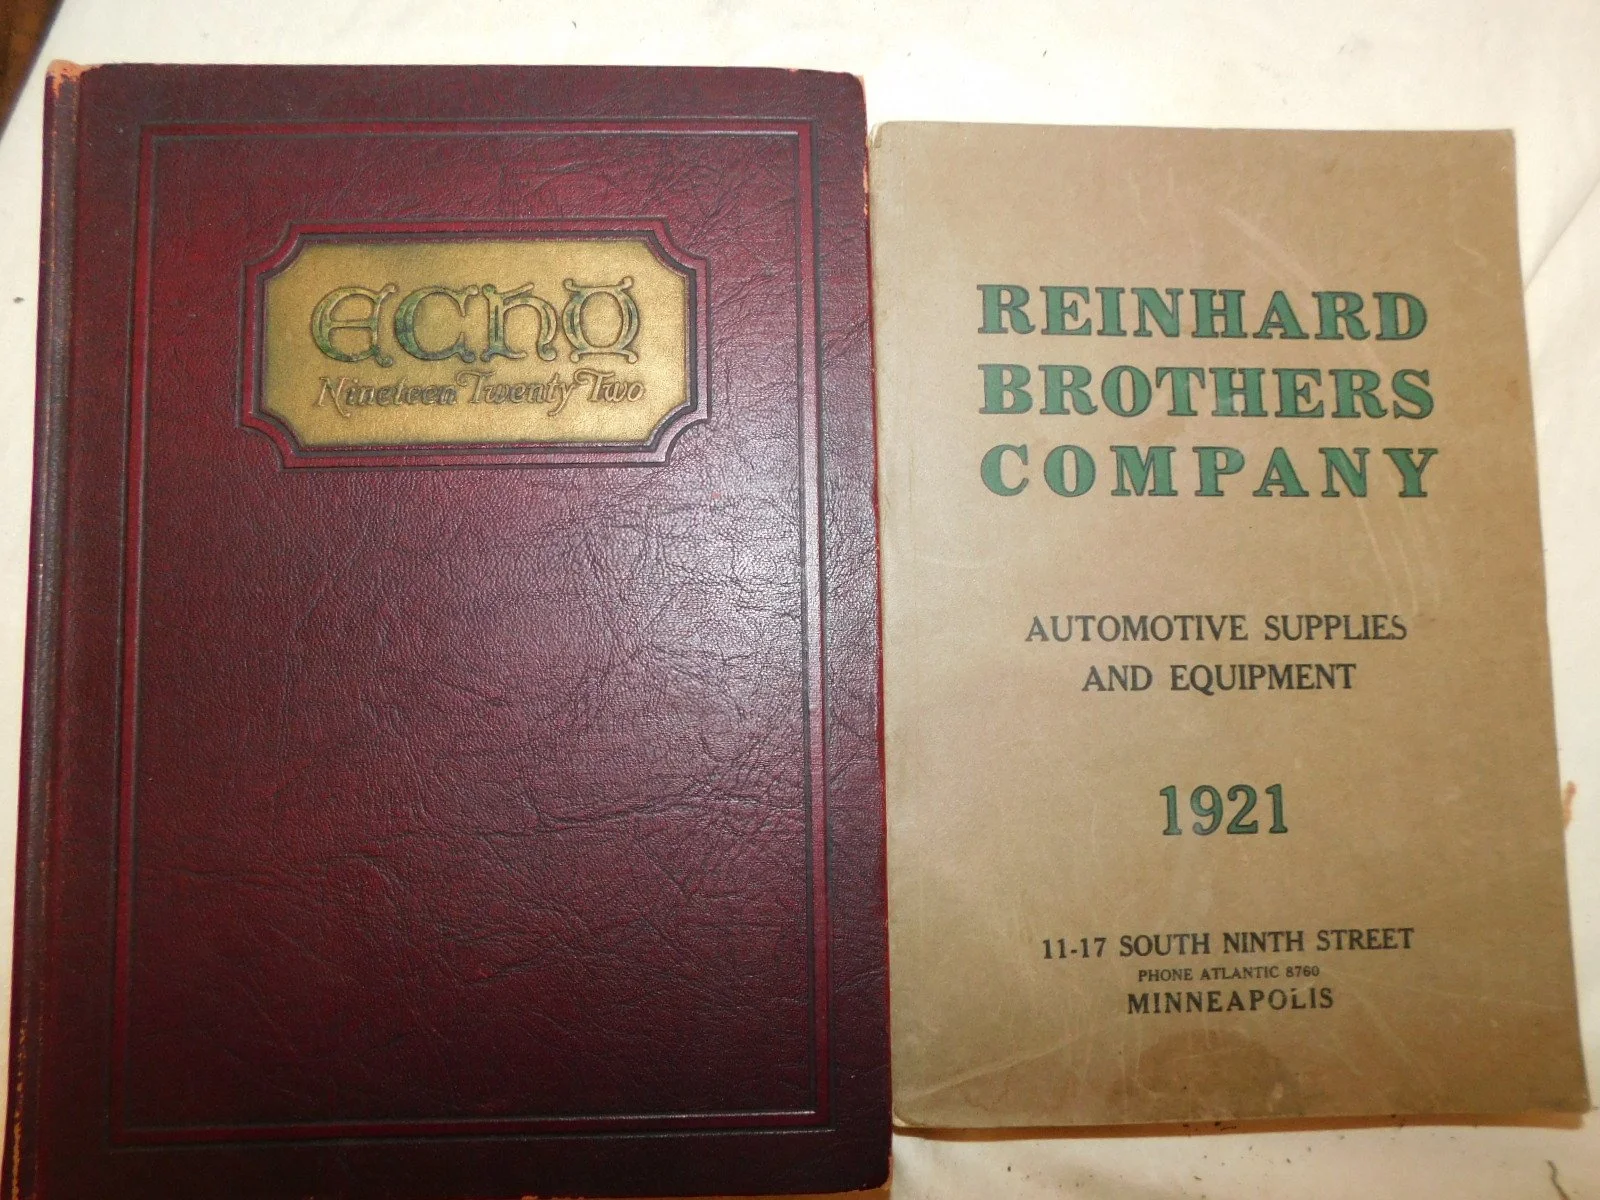 ECHO
Nineteen Twenty Two
REINHARD
BROTHERS
COMPANY
AUTOMOTIVE SUPPLIES
AND EQUIPMENT
1921
11-17 SOUTH NINTH STREET
PHONE ATLANTIC 8760
MINNEAPOLIS